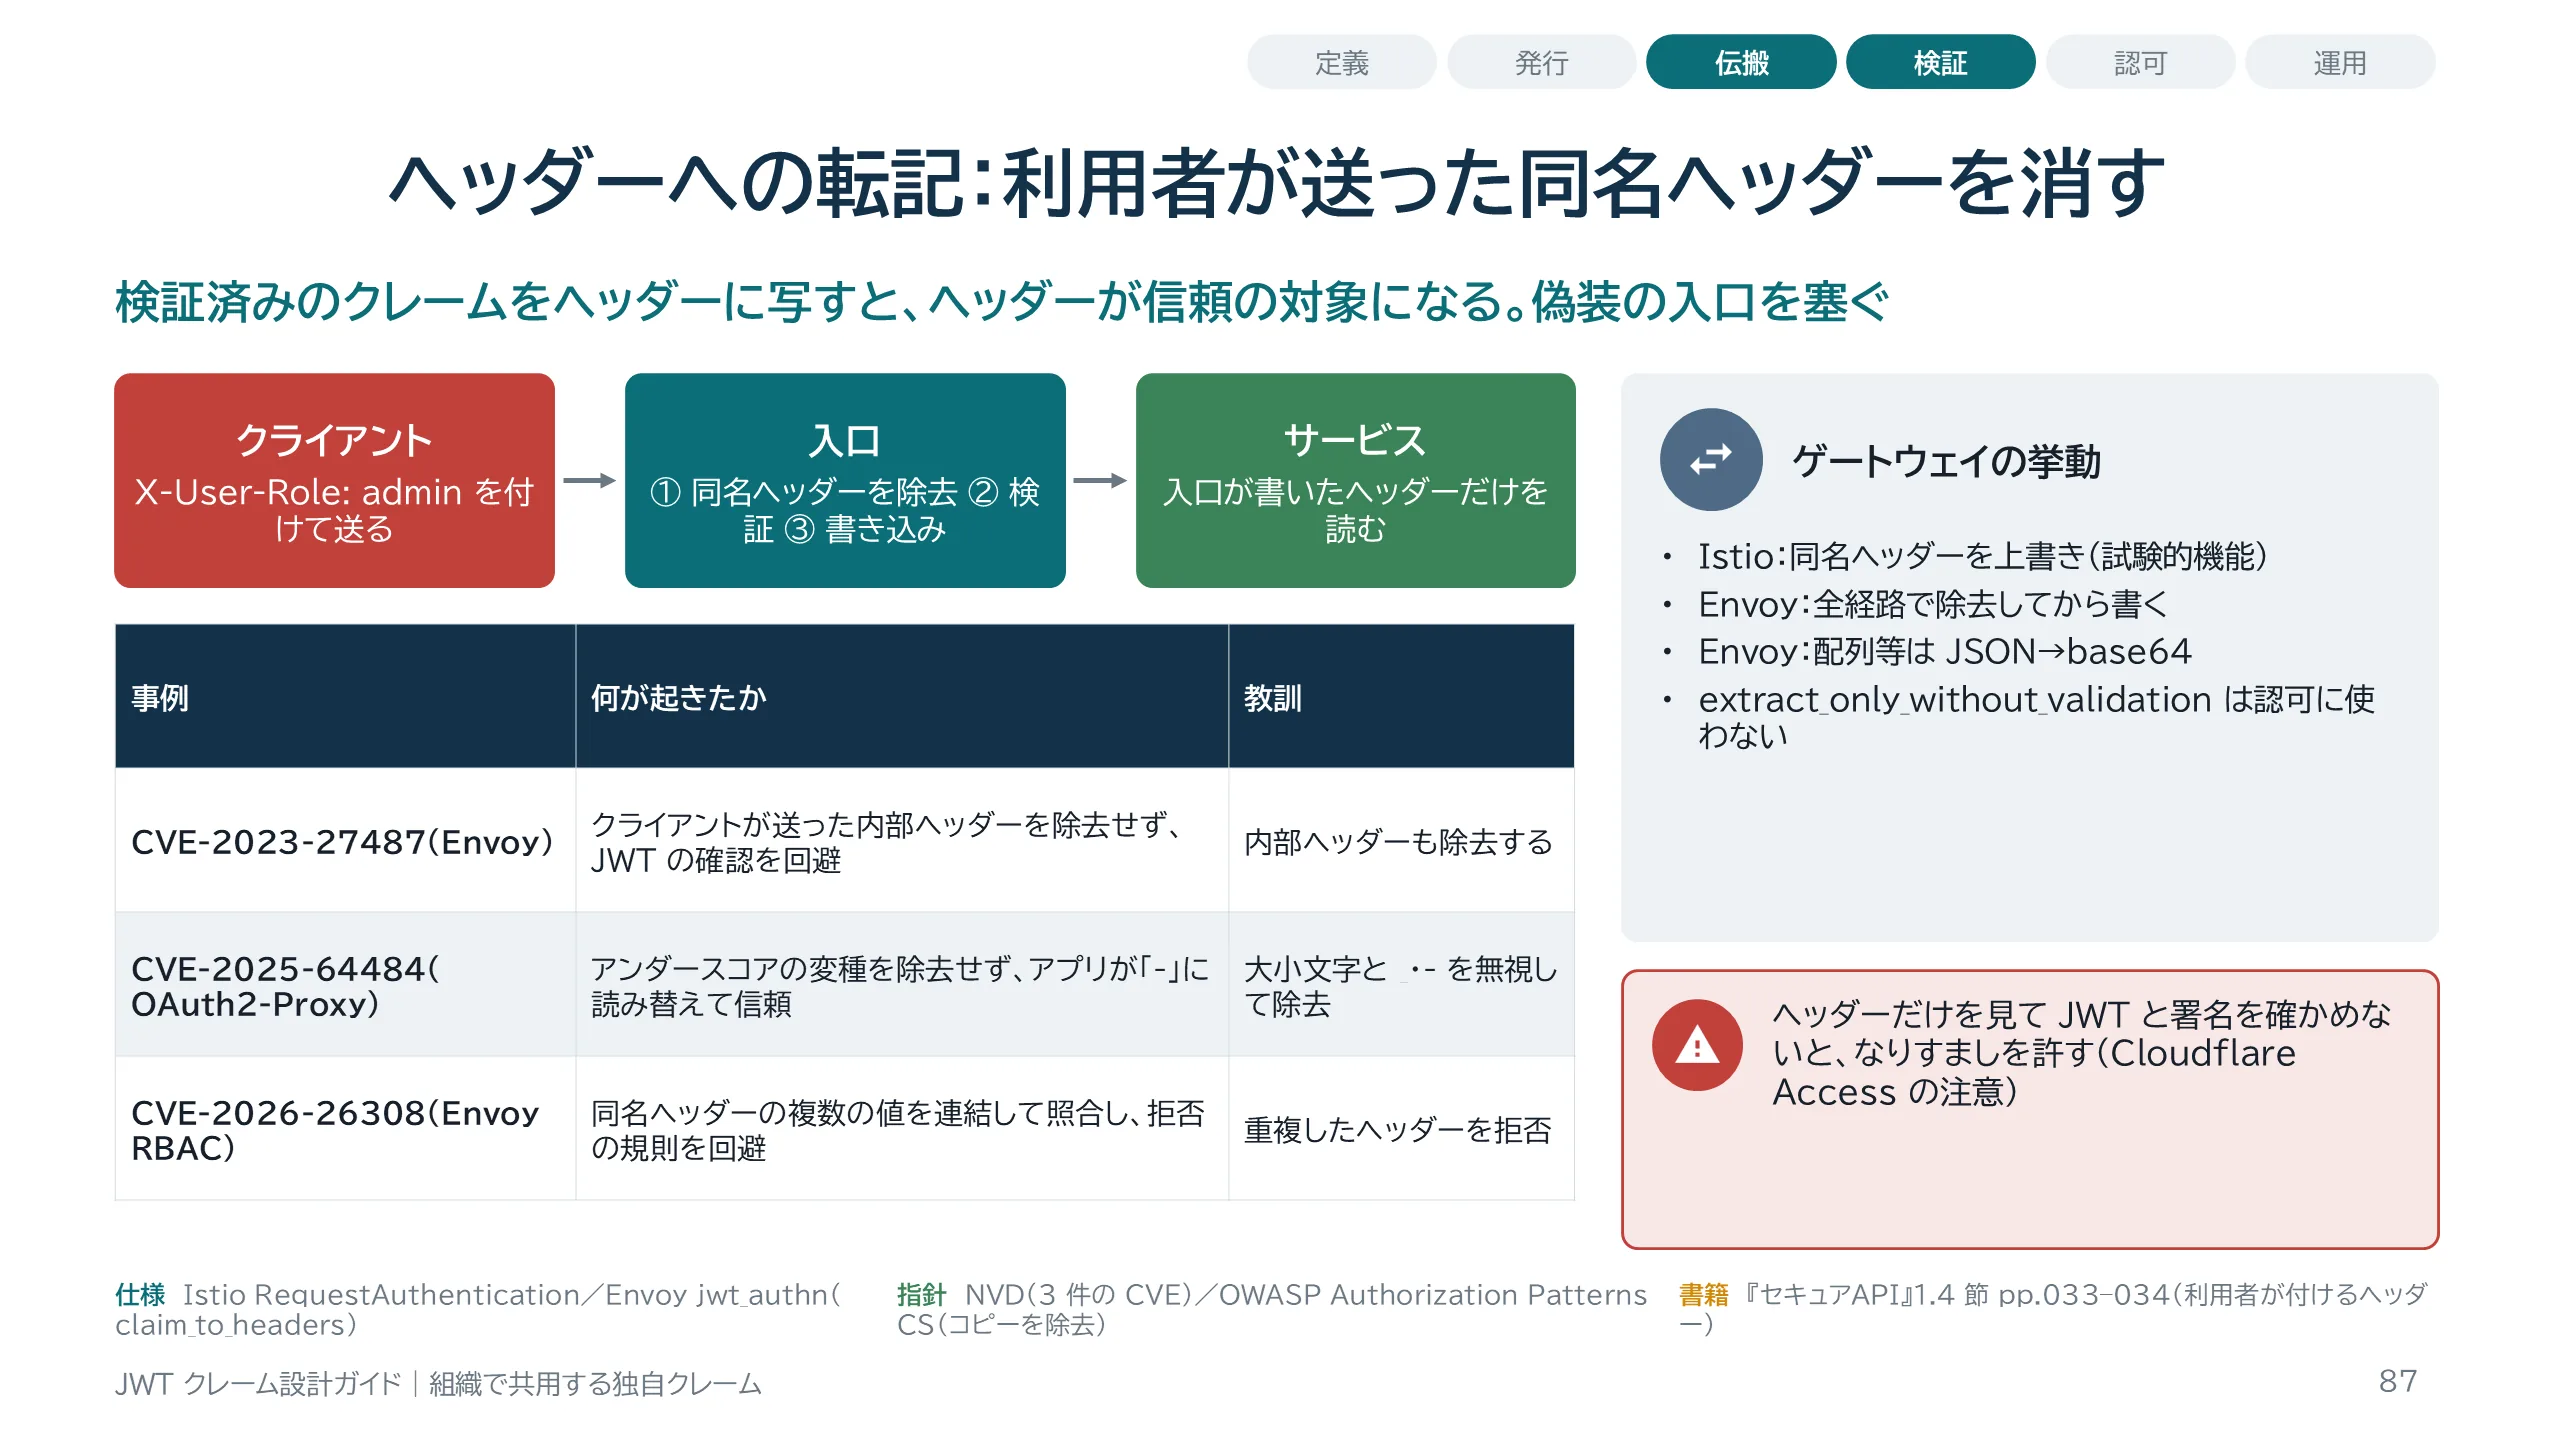 定義
発行
伝搬
検証
認可
運用
ヘッダーへの転記：利用者が送った同名ヘッダーを消す
検証済みのクレームをヘッダーに写すと、ヘッダーが信頼の対象になる。偽装の入口を塞ぐ
クライアント
X-User-Role: admin を付
けて送る
入口
① 同名ヘッダーを除去 ② 検
証 ③ 書き込み
サービス
入口が書いたヘッダーだけを
読む
事例
何が起きたか
教訓
CVE-2023-27487（Envoy）
クライアントが送った内部ヘッダーを除去せず、
JWT の確認を回避
内部ヘッダーも除去する
CVE-2025-64484（
OAuth2-Proxy）
アンダースコアの変種を除去せず、アプリが「-」に
読み替えて信頼
大小文字と _・- を無視し
て除去
CVE-2026-26308（Envoy
RBAC）
同名ヘッダーの複数の値を連結して照合し、拒否
の規則を回避
重複したヘッダーを拒否
ゲートウェイの挙動
• Istio：同名ヘッダーを上書き（試験的機能）
• Envoy：全経路で除去してから書く
• Envoy：配列等は JSON→base64
• extract_only_without_validation は認可に使
わない
ヘッダーだけを見て JWT と署名を確かめな
いと、なりすましを許す（Cloudflare
Access の注意）
仕様 Istio RequestAuthentication／Envoy jwt_authn（
claim_to_headers）
指針 NVD（3 件の CVE）／OWASP Authorization Patterns
CS（コピーを除去）
書籍 『セキュアAPI』1.4 節 pp.033–034（利用者が付けるヘッダ
ー）
JWT クレーム設計ガイド｜組織で共用する独自クレーム
87